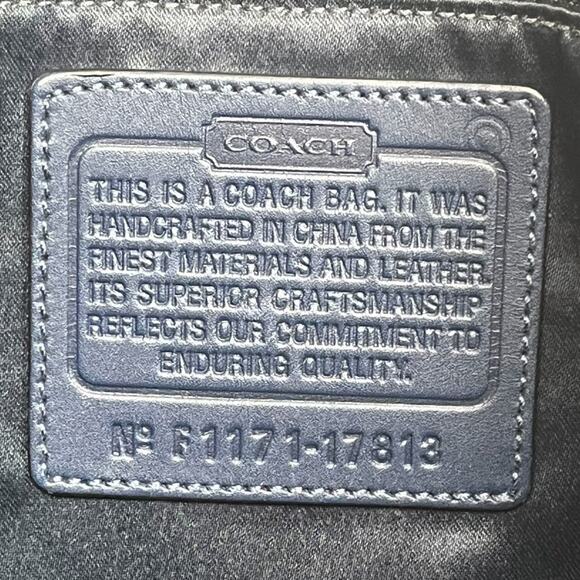 COACH
THIS IS A COACH BAG. IT WAS
HANDCRAFTED IN CHINA FROM THE
FINEST MATERIALS AND LEATHER.
ITS SUPERIOR CRAFTSMANSHIP
REFLECTS OUR COMMITMENT TO
ENDURING QUALITY.
Nº F1171-17813